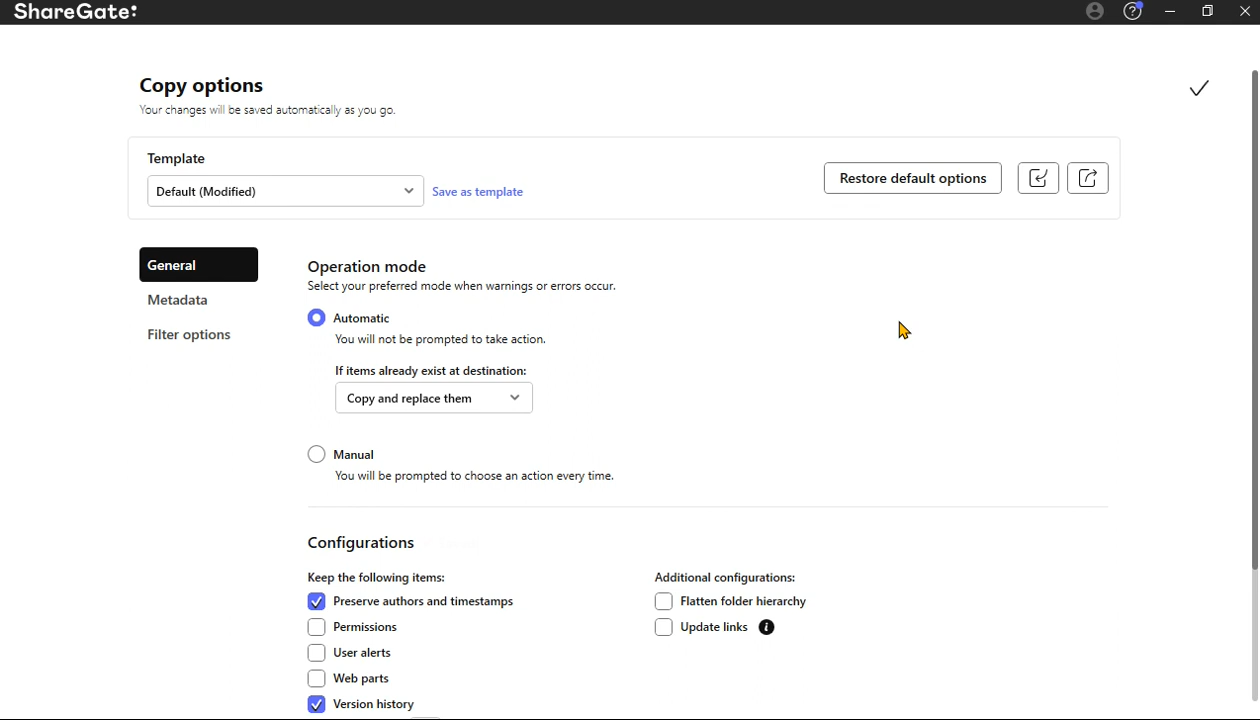 ShareGate:
Copy options
Your changes will be saved automatically as you go.
Template
Default (Modified)
Save as template
Restore default options
General
Metadata
Filter options
Operation mode
Select your preferred mode when warnings or errors occur.
Automatic
You will not be prompted to take action.
If items already exist at destination:
Copy and replace them
Manual
You will be prompted to choose an action every time.
Configurations
Keep the following items:
Preserve authors and timestamps
Permissions
User alerts
Web parts
Version history
Additional configurations:
Flatten folder hierarchy
Update links